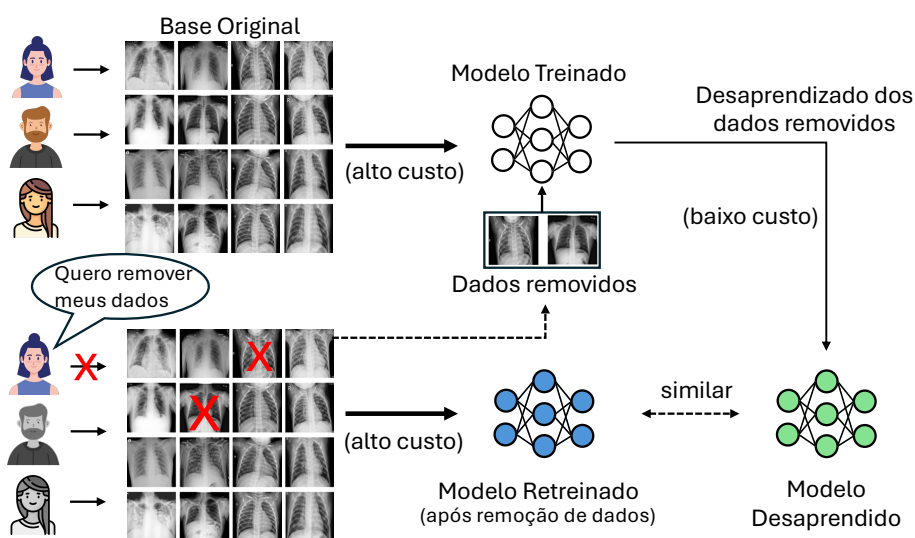 Base Original
Modelo Treinado
Desaprendizado dos
dados removidos
(alto custo)
(baixo custo)
Dados removidos
Quero remover
meus dados
X
X
X
similar
(alto custo)
Modelo Retreinado
(após remoção de dados)
Modelo
Desaprendido